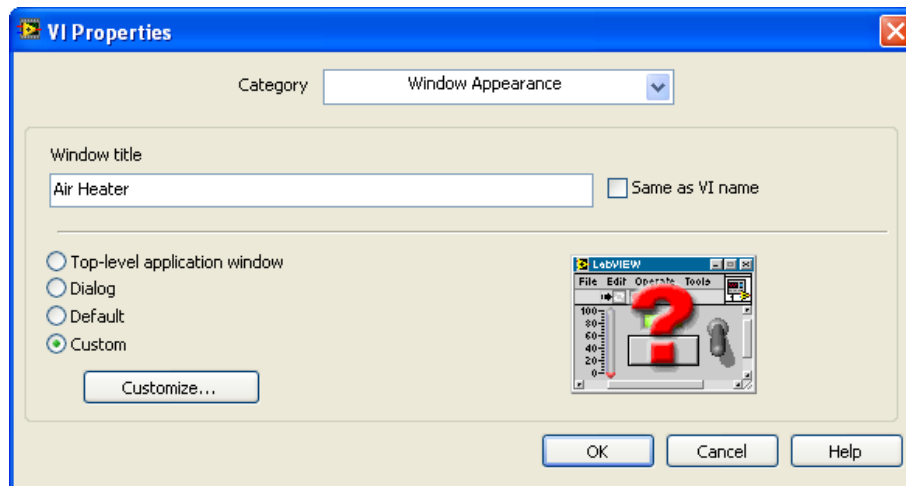 VI Properties
Category Window Appearance
Window title
Air Heater
Same as VI name
Top-level application window
Dialog
Default
Custom
Customize...
LabVIEW
File Edit Operate Tools
100
80
60
40
20
0
?
OK Cancel Help